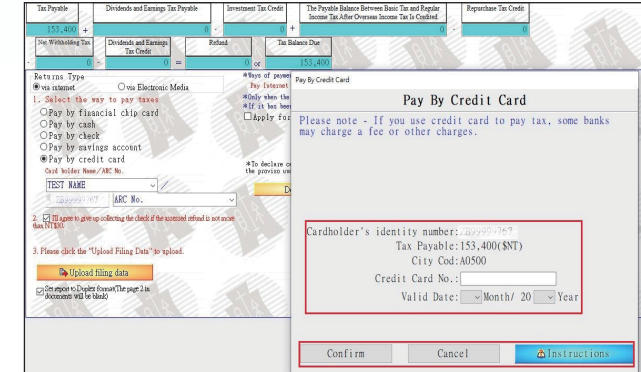 Tax Payable Dividends and Earnings Tax Payable Investment Tax Credit The Payable Balance Between Basic Tax and Regular Income Tax After Overseas Income Tax Is Credited Repurchase Tax Credit
153,400 + 0 - 0 + 0 - 0
Net Withholding Tax Dividends and Earnings Tax Credit Refund Tax Balance Due
- 0 - 0 = 0 or 153,400
Returns Type
via internet via Electronic Media
1. Select the way to pay taxes
Pay by financial chip card
Pay by cash
Pay by check
Pay by savings account
Pay by credit card
Card holder Name/ARC No.
TEST NAME /
ARC No.
2. I'll agree to give up collecting the check if the assessed refund is not more
than NT$30.
3. Please click the "Upload Filing Data" to upload.
Upload filing data
Set report to Duplex format(The page 2 in
documents will be blank)
*Ways of payme
Pay Internet
*Only when the
*If it has bee
Apply for
*To declare c
the proviso un
D
Pay By Credit Card
Pay By Credit Card
Please note - If you use credit card to pay tax, some banks
may charge a fee or other charges.
Cardholder's identity number:
Tax Payable:153,400($NT)
City Cod:A0500
Credit Card No.:
Valid Date: Month/ 20 Year
Confirm Cancel Instructions